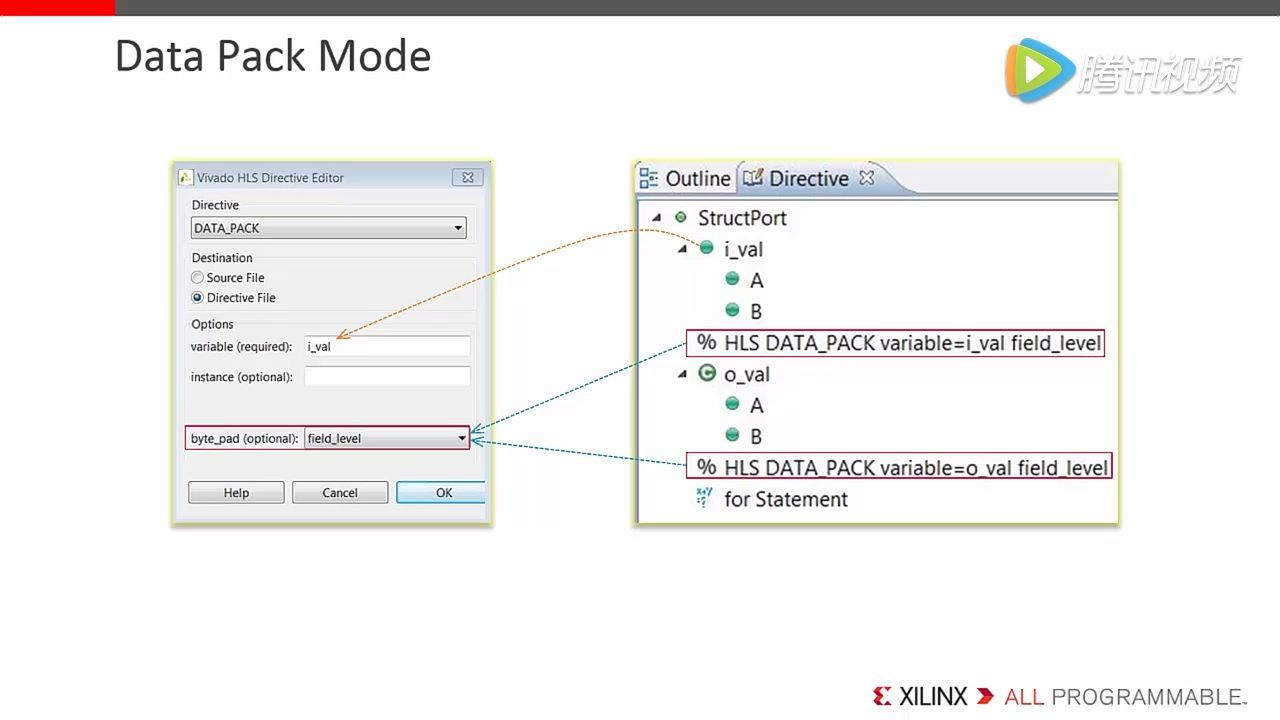 Data Pack Mode
腾讯视频
Vivado HLS Directive Editor
Directive
DATA_PACK
Destination
Source File
Directive File
Options
variable (required): i_val
instance (optional):
byte_pad (optional): field_level
Help Cancel OK
Outline Directive
StructPort
i_val
A
B
% HLS DATA_PACK variable=i_val field_level
o_val
A
B
% HLS DATA_PACK variable=o_val field_level
for Statement
XILINX ALL PROGRAMMABLE™